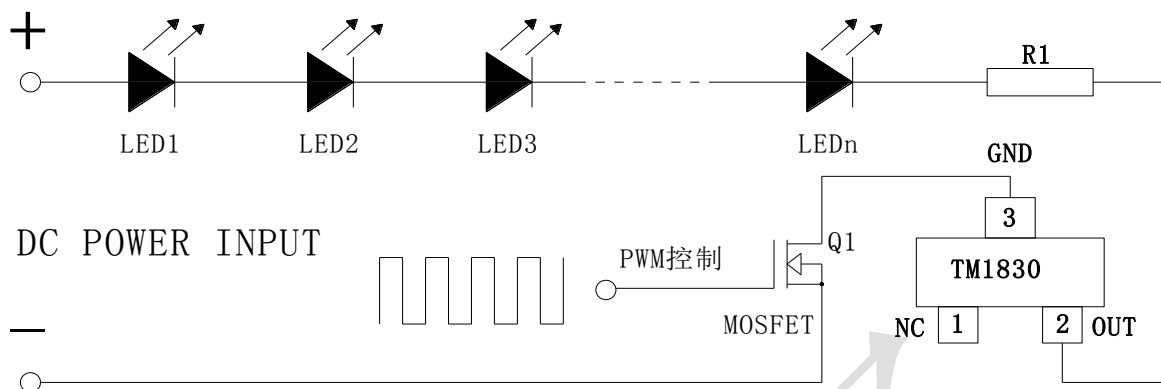 +
R1
LED1
LED2
LED3
LEDn
GND
3
DC POWER INPUT
PWM控制
Q1
TM1830
MOSFET
NC
1
2
OUT
—